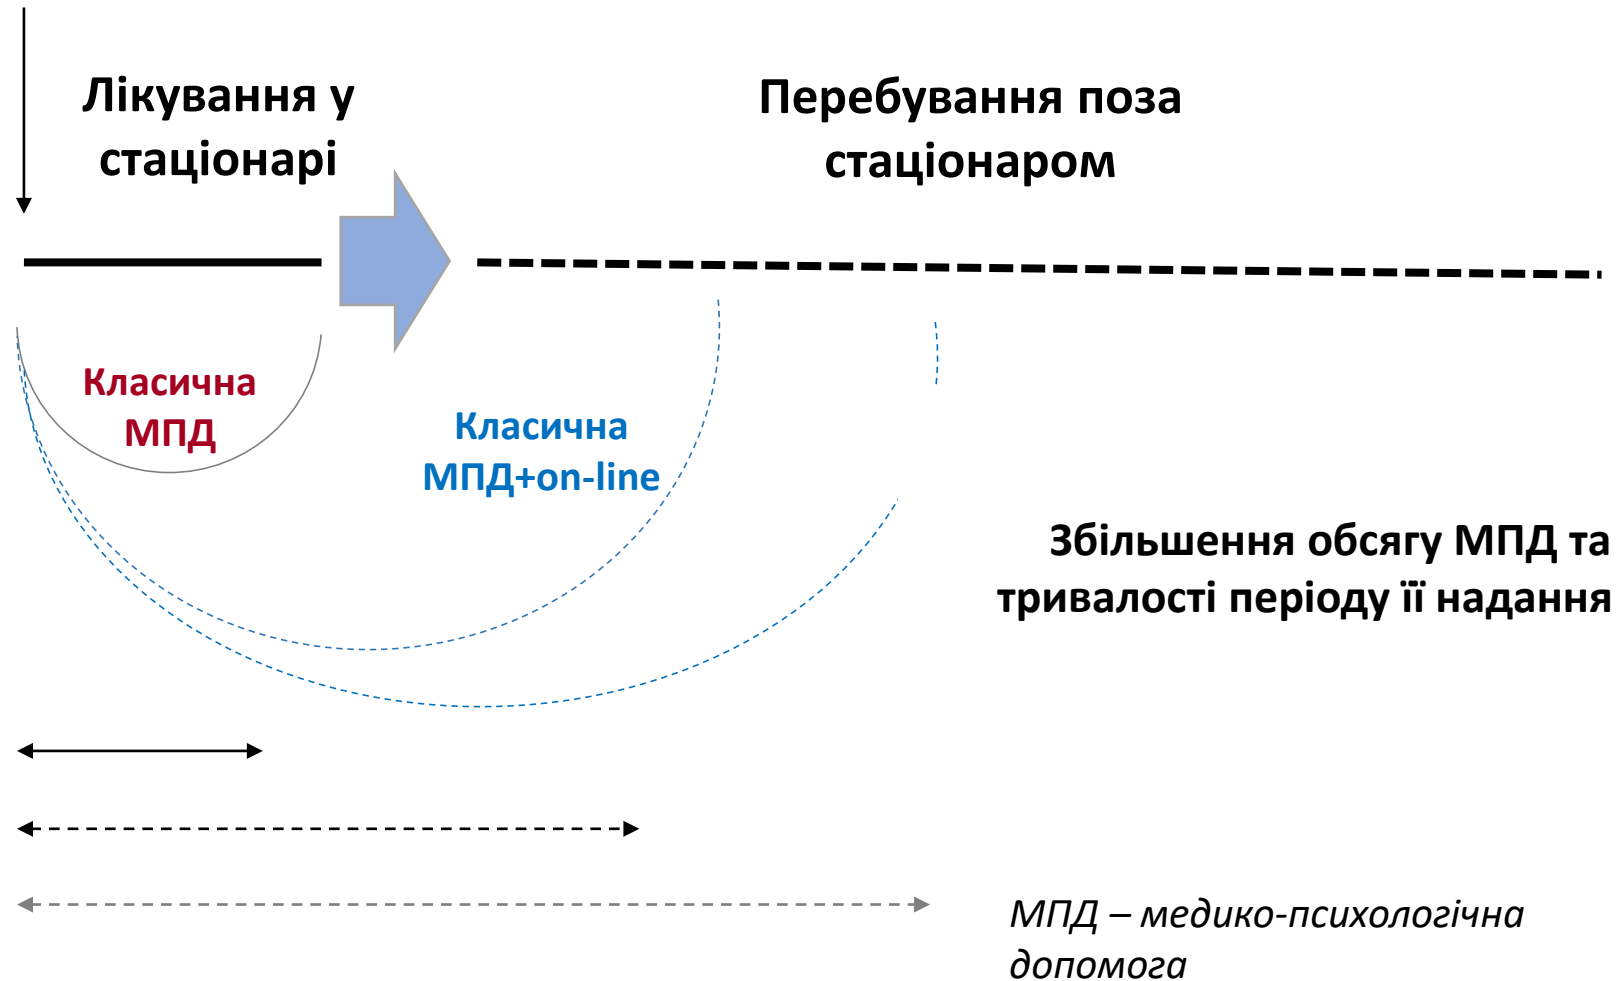 Лікування у
стаціонарі
Перебування поза
стаціонаром
Класична
МПД
Класична
МПД+on-line
Збільшення обсягу МПД та
тривалості періоду її надання
МПД – медико-психологічна
допомога